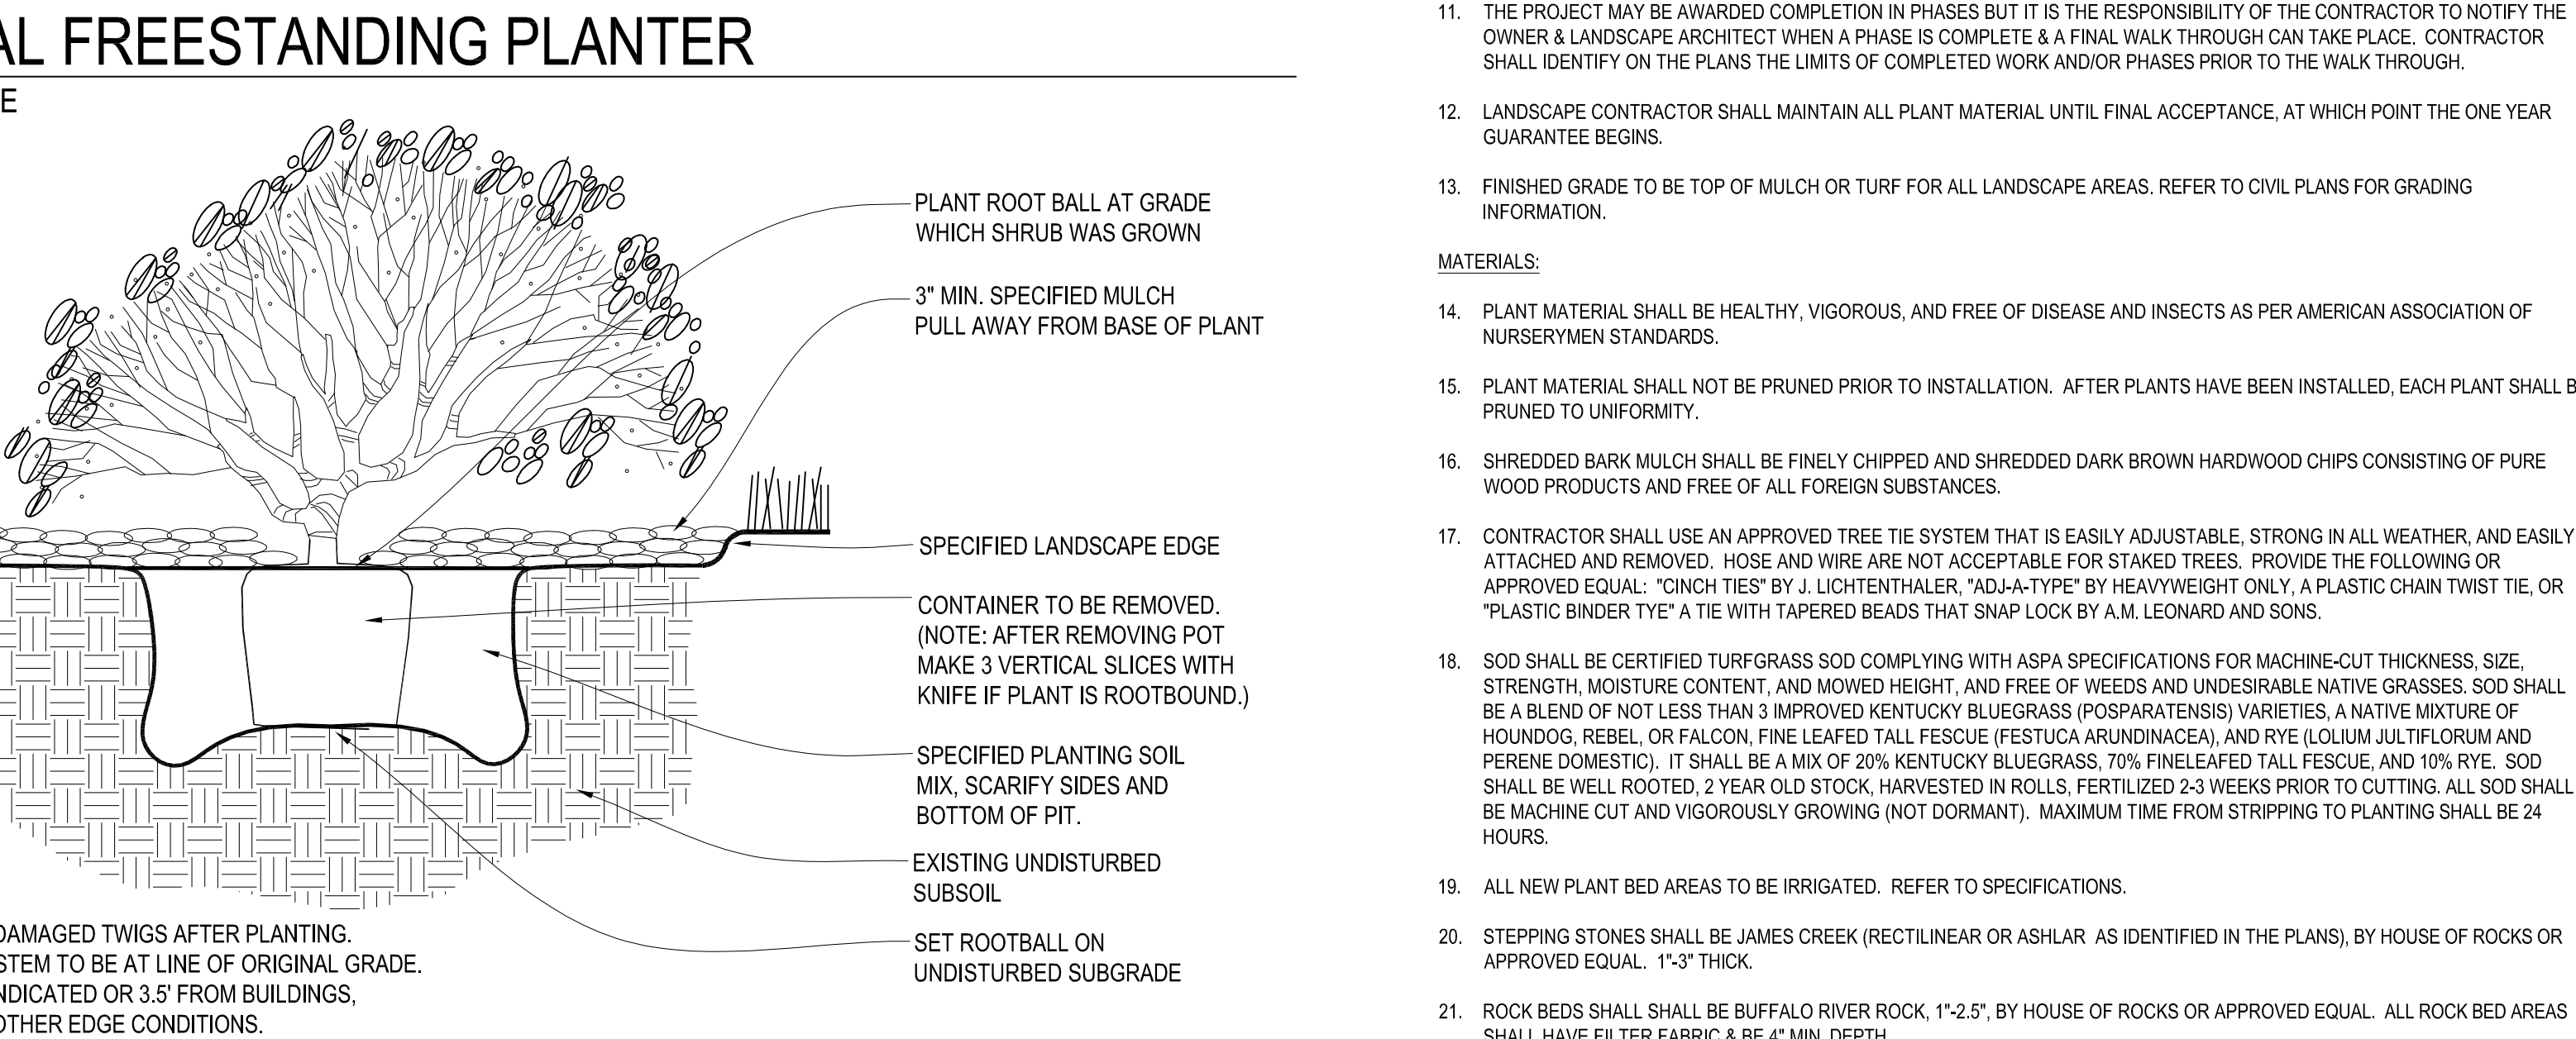 AL FREESTANDING PLANTER
E
PLANT ROOT BALL AT GRADE
WHICH SHRUB WAS GROWN
3" MIN. SPECIFIED MULCH
PULL AWAY FROM BASE OF PLANT
SPECIFIED LANDSCAPE EDGE
CONTAINER TO BE REMOVED.
(NOTE: AFTER REMOVING POT
MAKE 3 VERTICAL SLICES WITH
KNIFE IF PLANT IS ROOTBOUND.)
SPECIFIED PLANTING SOIL
MIX, SCARIFY SIDES AND
BOTTOM OF PIT.
EXISTING UNDISTURBED
SUBSOIL
SET ROOTBALL ON
UNDISTURBED SUBGRADE
DAMAGED TWIGS AFTER PLANTING.
STEM TO BE AT LINE OF ORIGINAL GRADE.
NDICATED OR 3.5' FROM BUILDINGS,
OTHER EDGE CONDITIONS.
11. THE PROJECT MAY BE AWARDED COMPLETION IN PHASES BUT IT IS THE RESPONSIBILITY OF THE CONTRACTOR TO NOTIFY THE
OWNER & LANDSCAPE ARCHITECT WHEN A PHASE IS COMPLETE & A FINAL WALK THROUGH CAN TAKE PLACE. CONTRACTOR
SHALL IDENTIFY ON THE PLANS THE LIMITS OF COMPLETED WORK AND/OR PHASES PRIOR TO THE WALK THROUGH.
12. LANDSCAPE CONTRACTOR SHALL MAINTAIN ALL PLANT MATERIAL UNTIL FINAL ACCEPTANCE, AT WHICH POINT THE ONE YEAR
GUARANTEE BEGINS.
13. FINISHED GRADE TO BE TOP OF MULCH OR TURF FOR ALL LANDSCAPE AREAS. REFER TO CIVIL PLANS FOR GRADING
INFORMATION.
MATERIALS:
14. PLANT MATERIAL SHALL BE HEALTHY, VIGOROUS, AND FREE OF DISEASE AND INSECTS AS PER AMERICAN ASSOCIATION OF
NURSERYMEN STANDARDS.
15. PLANT MATERIAL SHALL NOT BE PRUNED PRIOR TO INSTALLATION. AFTER PLANTS HAVE BEEN INSTALLED, EACH PLANT SHALL B
PRUNED TO UNIFORMITY.
16. SHREDDED BARK MULCH SHALL BE FINELY CHIPPED AND SHREDDED DARK BROWN HARDWOOD CHIPS CONSISTING OF PURE
WOOD PRODUCTS AND FREE OF ALL FOREIGN SUBSTANCES.
17. CONTRACTOR SHALL USE AN APPROVED TREE TIE SYSTEM THAT IS EASILY ADJUSTABLE, STRONG IN ALL WEATHER, AND EASILY
ATTACHED AND REMOVED. HOSE AND WIRE ARE NOT ACCEPTABLE FOR STAKED TREES. PROVIDE THE FOLLOWING OR
APPROVED EQUAL: "CINCH TIES" BY J. LICHTENTHALER, "ADJ-A-TYPE" BY HEAVYWEIGHT ONLY, A PLASTIC CHAIN TWIST TIE, OR
"PLASTIC BINDER TYE" A TIE WITH TAPERED BEADS THAT SNAP LOCK BY A.M. LEONARD AND SONS.
18. SOD SHALL BE CERTIFIED TURFGRASS SOD COMPLYING WITH ASPA SPECIFICATIONS FOR MACHINE-CUT THICKNESS, SIZE,
STRENGTH, MOISTURE CONTENT, AND MOWED HEIGHT, AND FREE OF WEEDS AND UNDESIRABLE NATIVE GRASSES. SOD SHALL
BE A BLEND OF NOT LESS THAN 3 IMPROVED KENTUCKY BLUEGRASS (POSPARATENSIS) VARIETIES, A NATIVE MIXTURE OF
HOUNDOG, REBEL, OR FALCON, FINE LEAFED TALL FESCUE (FESTUCA ARUNDINACEA), AND RYE (LOLIUM JULTIFLORUM AND
PERENE DOMESTIC). IT SHALL BE A MIX OF 20% KENTUCKY BLUEGRASS, 70% FINELEAFED TALL FESCUE, AND 10% RYE. SOD
SHALL BE WELL ROOTED, 2 YEAR OLD STOCK, HARVESTED IN ROLLS, FERTILIZED 2-3 WEEKS PRIOR TO CUTTING. ALL SOD SHALL
BE MACHINE CUT AND VIGOROUSLY GROWING (NOT DORMANT). MAXIMUM TIME FROM STRIPPING TO PLANTING SHALL BE 24
HOURS.
19. ALL NEW PLANT BED AREAS TO BE IRRIGATED. REFER TO SPECIFICATIONS.
20. STEPPING STONES SHALL BE JAMES CREEK (RECTILINEAR OR ASHLAR AS IDENTIFIED IN THE PLANS), BY HOUSE OF ROCKS OR
APPROVED EQUAL. 1"-3" THICK.
21. ROCK BEDS SHALL SHALL BE BUFFALO RIVER ROCK, 1"-2.5", BY HOUSE OF ROCKS OR APPROVED EQUAL. ALL ROCK BED AREAS
SHALL HAVE FILTER FABRIC & BE 4" MIN. DEPTH